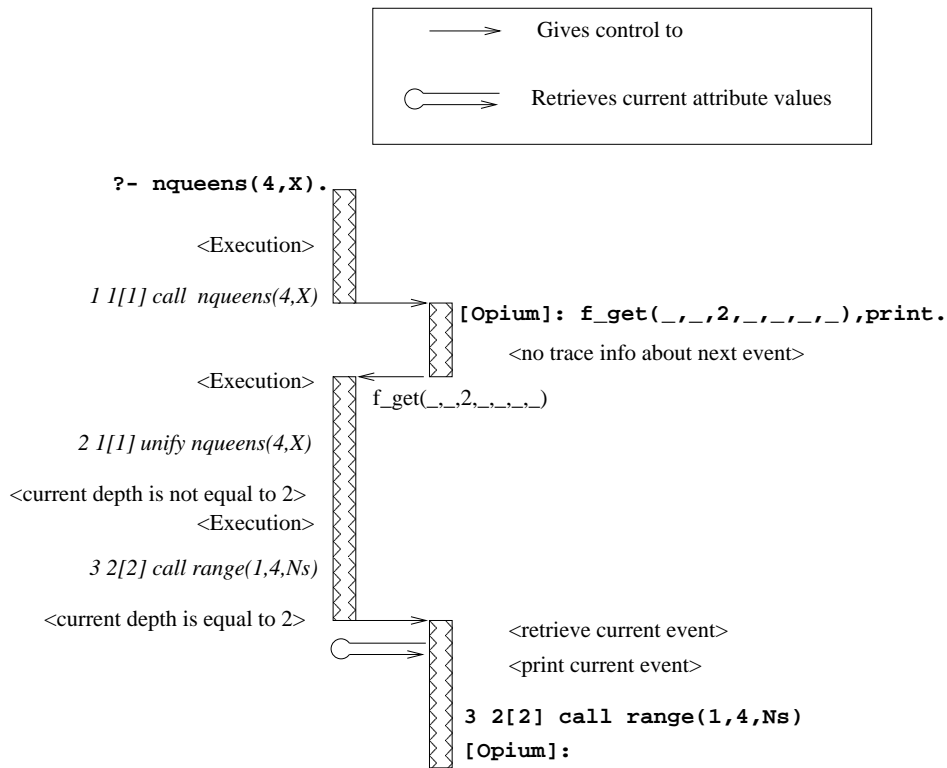 Gives control to
Retrieves current attribute values
?- nqueens(4,X).
<Execution>
1 1[1] call nqueens(4,X)
[Opium]: f_get(_,_,2,_,_,_,_,_),print.
<no trace info about next event>
<Execution>
f_get(_,_,2,_,_,_,_)
2 1[1] unify nqueens(4,X)
<current depth is not equal to 2>
<Execution>
3 2[2] call range(1,4,Ns)
<current depth is equal to 2>
<retrieve current event>
<print current event>
3 2[2] call range(1,4,Ns)
[Opium]: